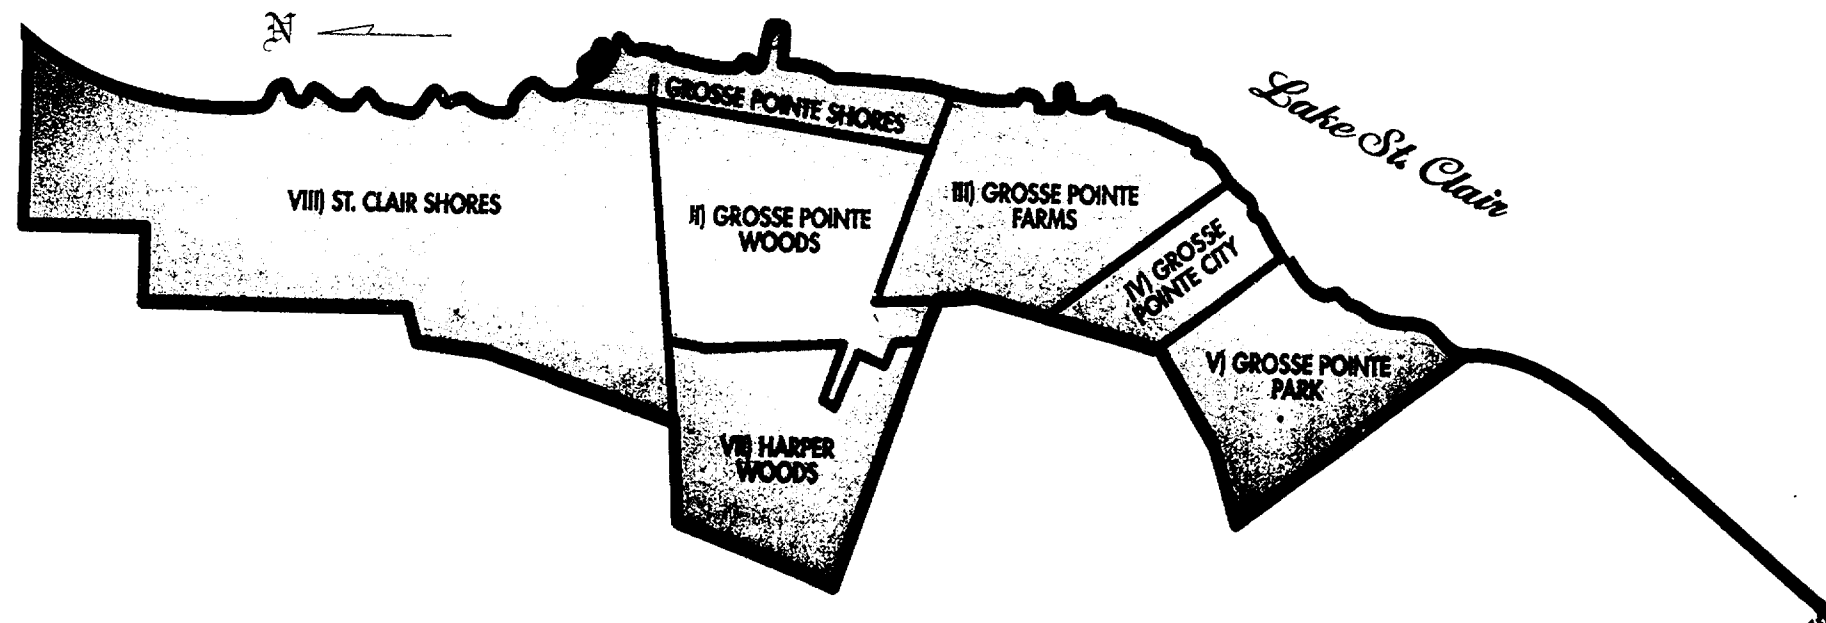 N
Lake St. Clair
I) GROSSE POINTE SHORES
VIII) ST. CLAIR SHORES
II) GROSSE POINTE
WOODS
III) GROSSE POINTE
FARMS
IV) GROSSE
POINTE CITY
V) GROSSE POINTE
PARK
VII) HARPER
WOODS